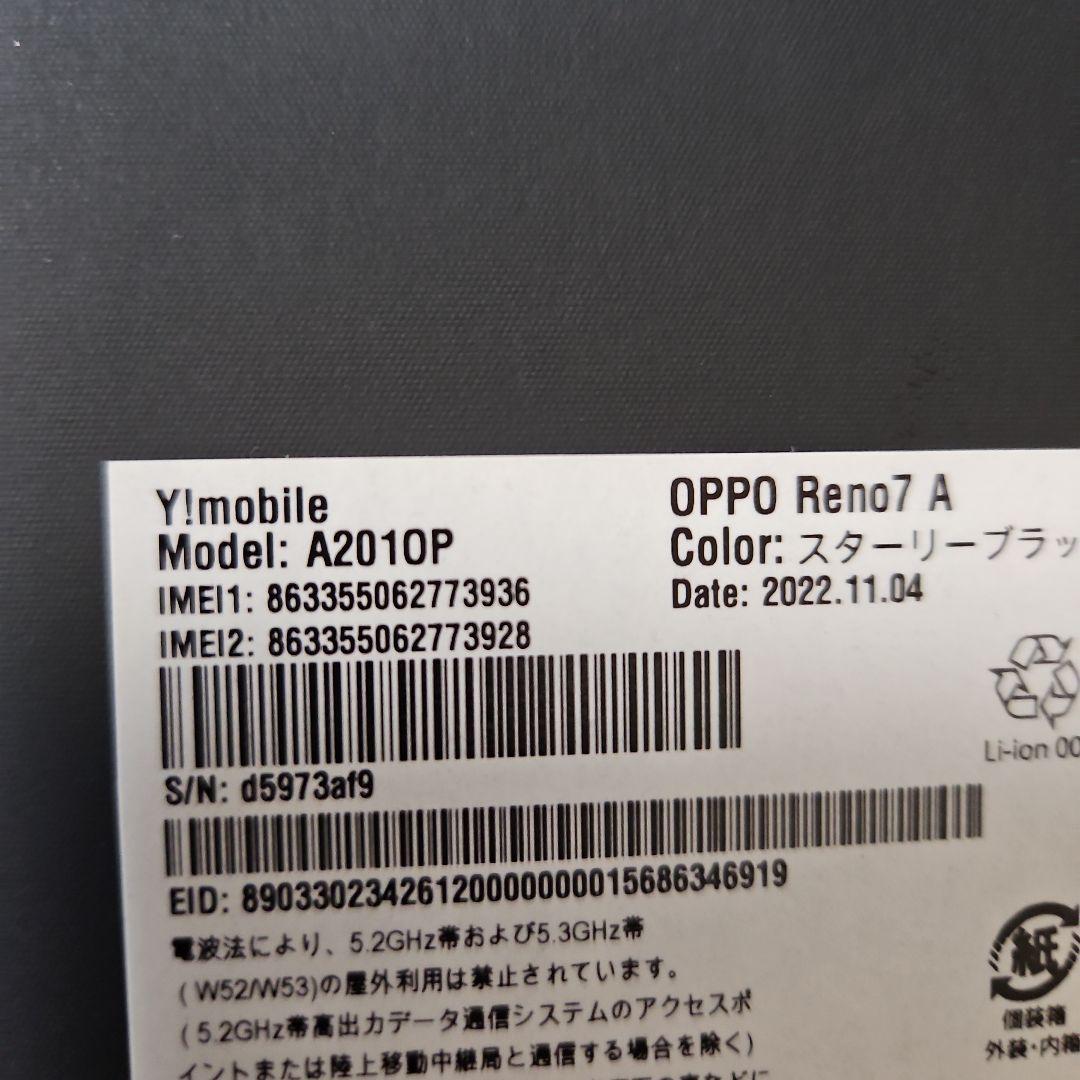 Y!mobile
OPPO Reno7 A
Model: A201OP
Color: スターリーブラッ
IMEI1: 863355062773936
Date: 2022.11.04
IMEI2: 863355062773928
S/N: d5973af9
Li-ion 00
EID: 89033023426120000000015686346919
電波法により、5.2GHz帯および5.3GHz帯
(W52/W53)の屋外利用は禁止されています。
(5.2GHz帯高出力データ通信システムのアクセスポ
イントまたは陸上移動中継局と通信する場合を除く)
紙
個装箱
外装・内箱